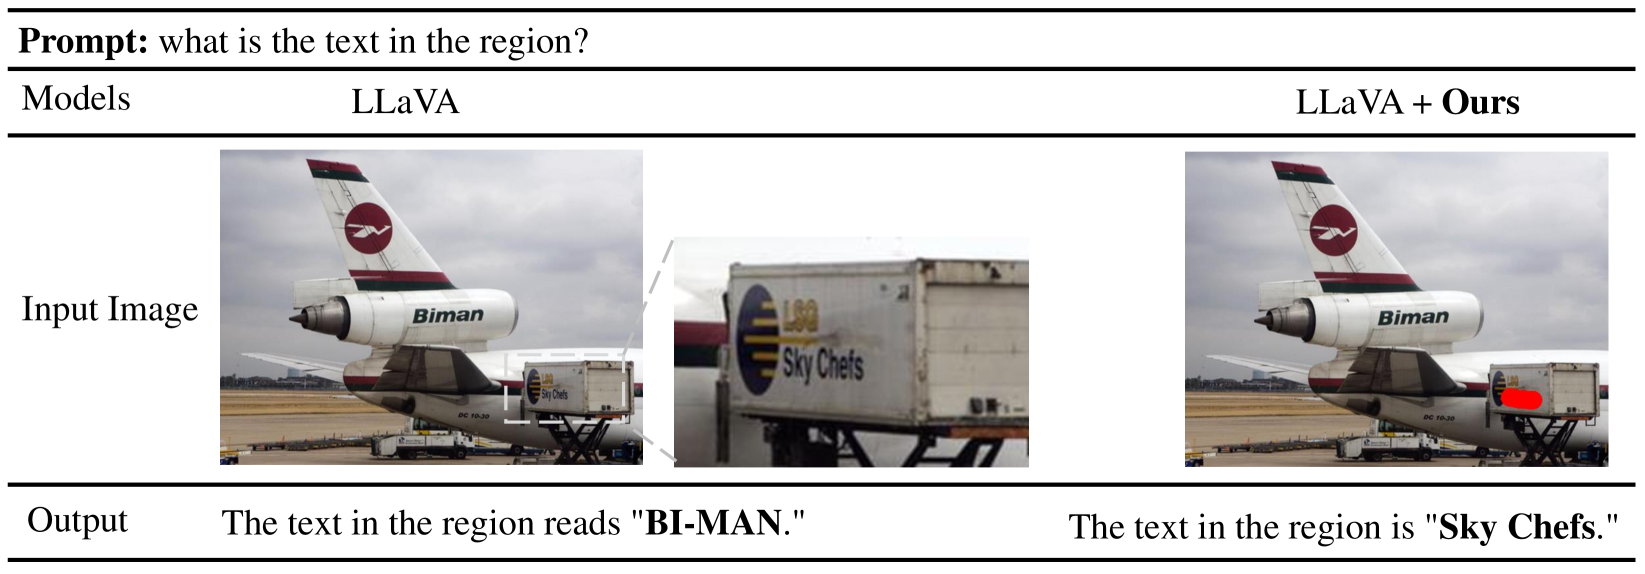 Prompt: what is the text in the region?
Models LLaVA LLaVA + Ours
Input Image
Biman
LSG
Sky Chefs
DC 10-30
LSG
Sky Chefs
Biman
LSG
DC 10-30
Output The text in the region reads "BI-MAN." The text in the region is "Sky Chefs."